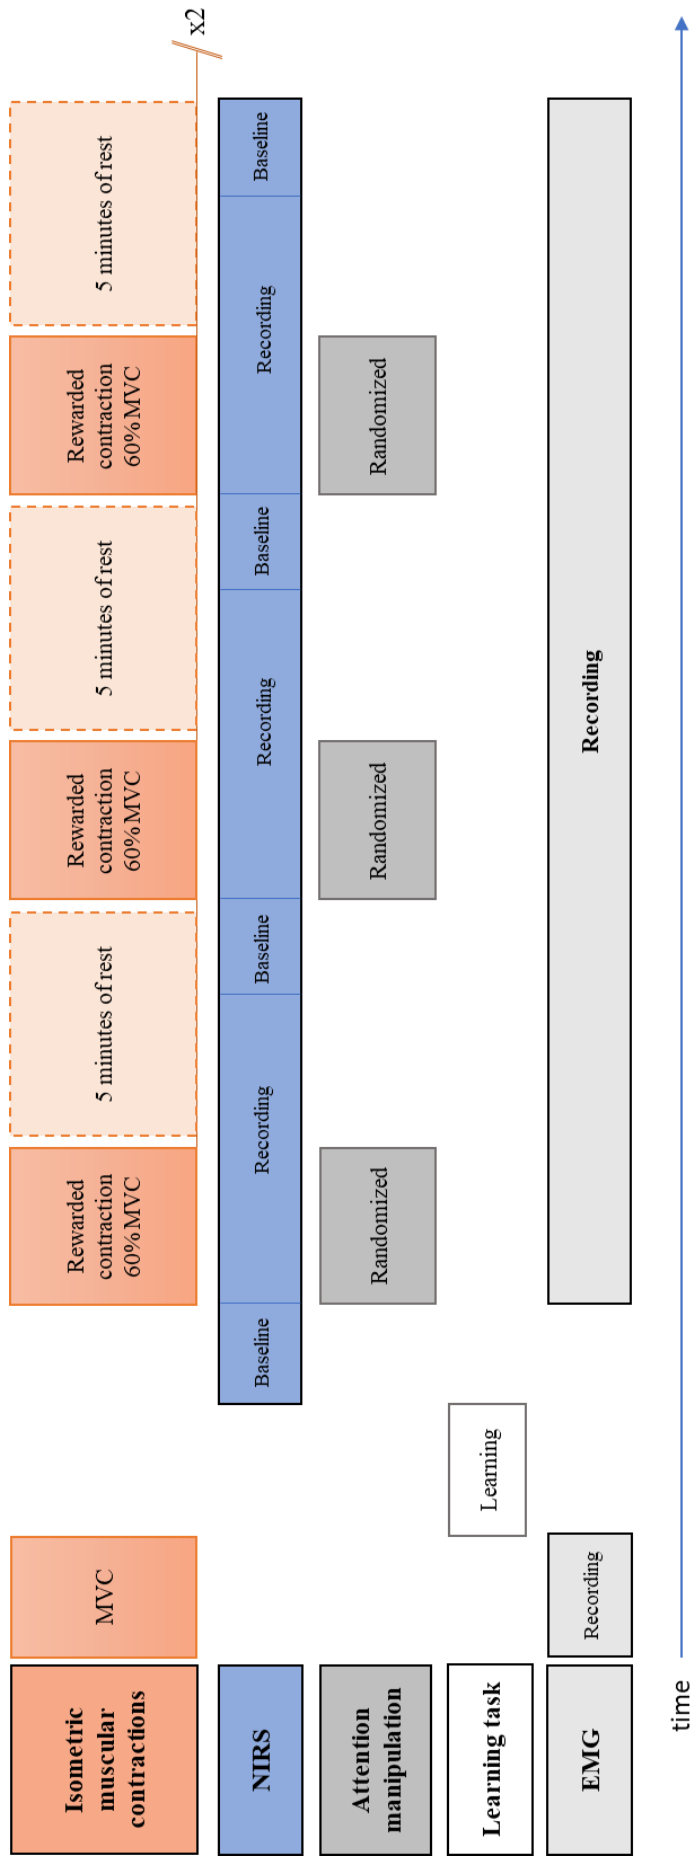 Isometric
muscular
contractions
MVC
Rewarded
contraction
60%MVC
5 minutes of rest
Rewarded
contraction
60%MVC
5 minutes of rest
Rewarded
contraction
60%MVC
5 minutes of rest
x2
NIRS
Baseline
Recording
Baseline
Recording
Baseline
Recording
Baseline
Attention
manipulation
Randomized
Randomized
Randomized
Learning task
Learning
EMG
Recording
Recording
time